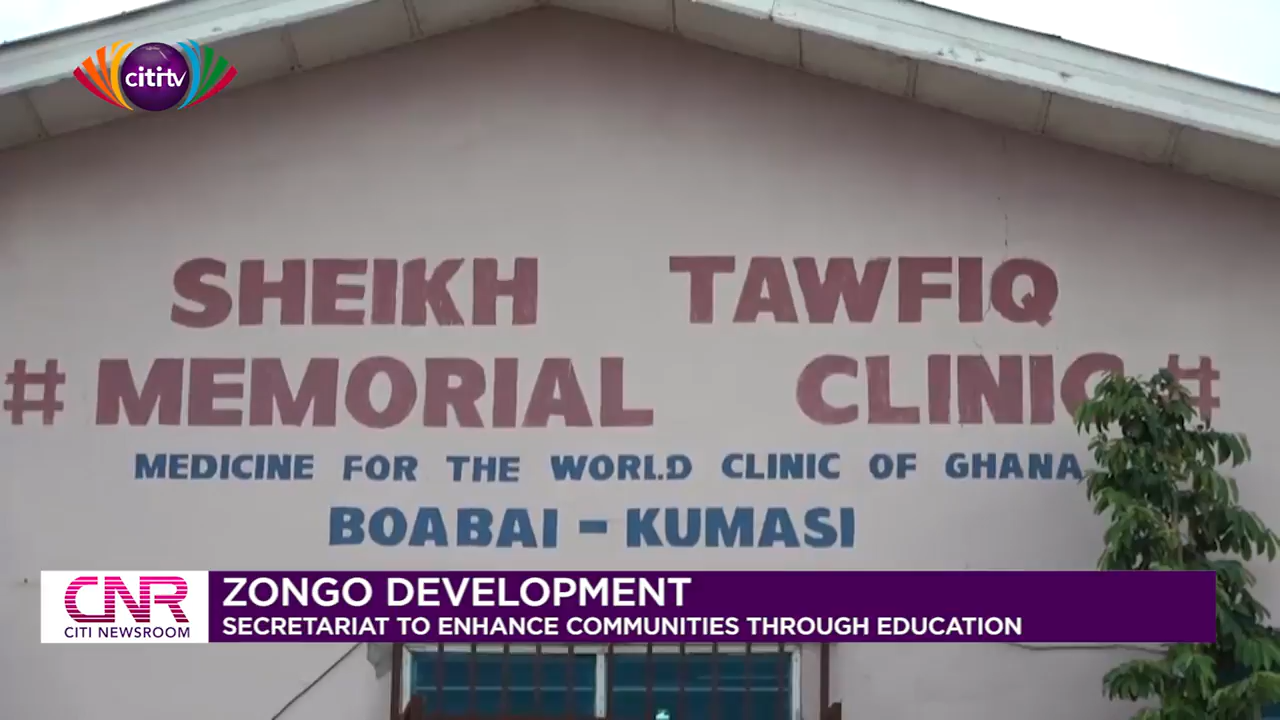 citi tv
SHEIKH TAWFIQ
# MEMORIAL CLINIC #
MEDICINE FOR THE WORLD CLINIC OF GHANA
BOABAI - KUMASI
CNR
CITI NEWSROOM
ZONGO DEVELOPMENT
SECRETARIAT TO ENHANCE COMMUNITIES THROUGH EDUCATION